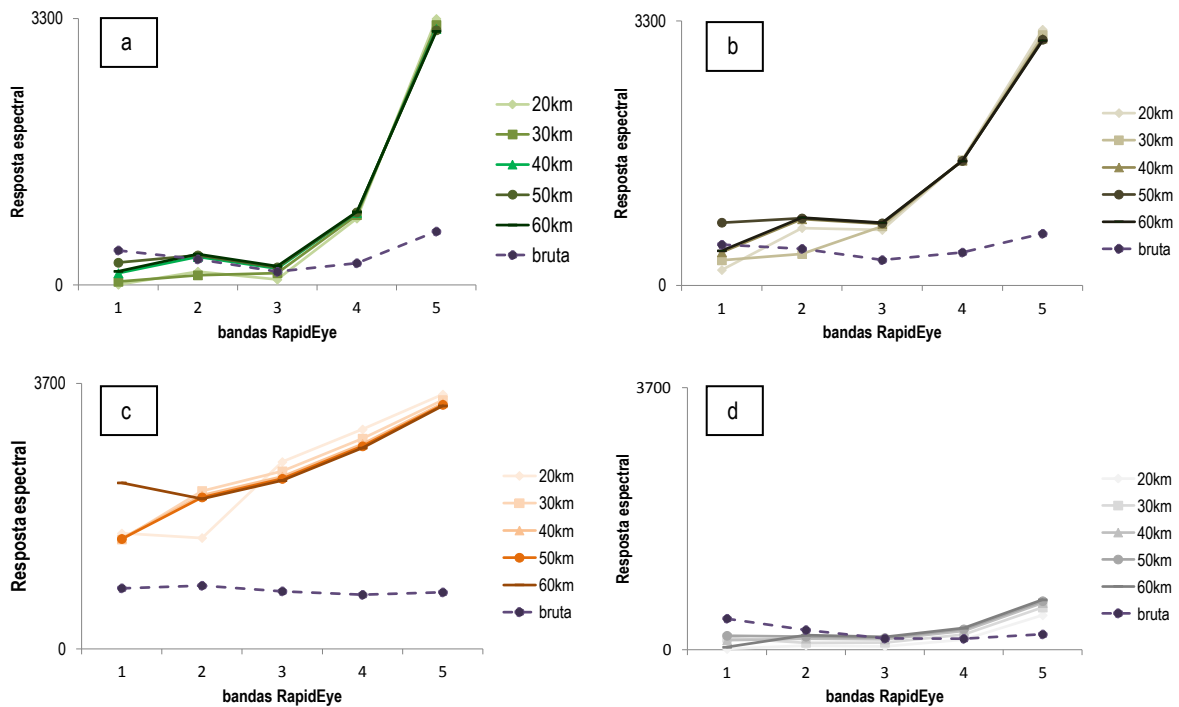 3300
a
Resposta espectral
0
1 2 3 4 5
bandas RapidEye
20km
30km
40km
50km
60km
bruta
3300
b
Resposta espectral
0
1 2 3 4 5
bandas RapidEye
20km
30km
40km
50km
60km
bruta
3700
c
Resposta espectral
0
1 2 3 4 5
bandas RapidEye
20km
30km
40km
50km
60km
bruta
3700
d
Resposta espectral
0
1 2 3 4 5
bandas RapidEye
20km
30km
40km
50km
60km
bruta